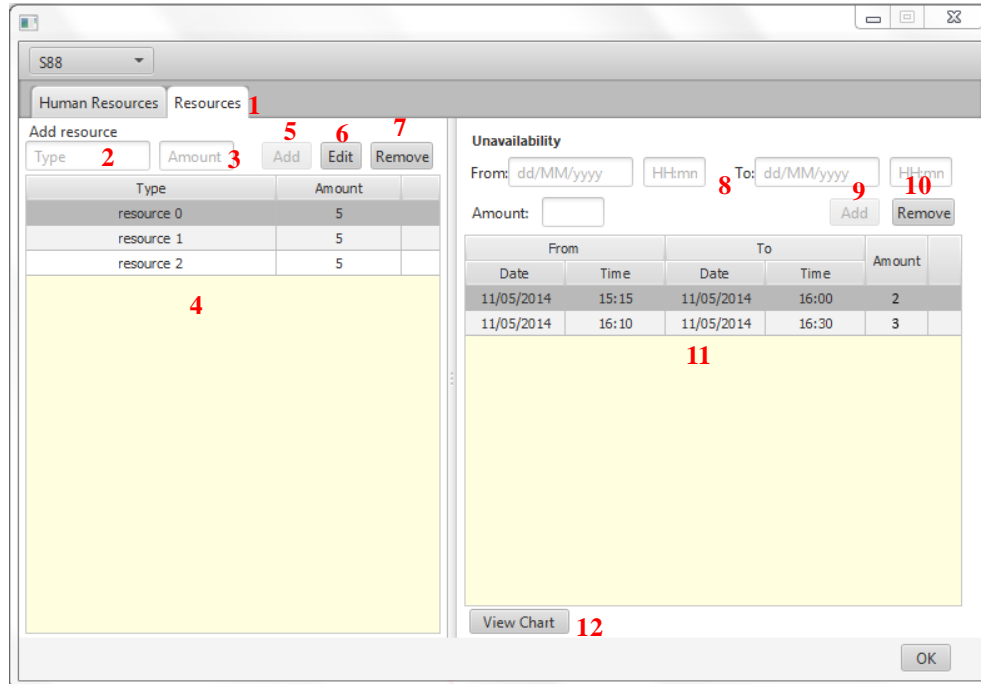 S88
Human Resources Resources 1
Add resource 5 6 7
Type 2 Amount 3 Add Edit Remove
Type Amount
resource 0 5
resource 1 5
resource 2 5
4
Unavailability
From: dd/MM/yyyy HH:mn 8 To: dd/MM/yyyy HH:mn
9 10
Amount: Add Remove
From To Amount
Date Time Date Time
11/05/2014 15:15 11/05/2014 16:00 2
11/05/2014 16:10 11/05/2014 16:30 3
11
View Chart 12
OK